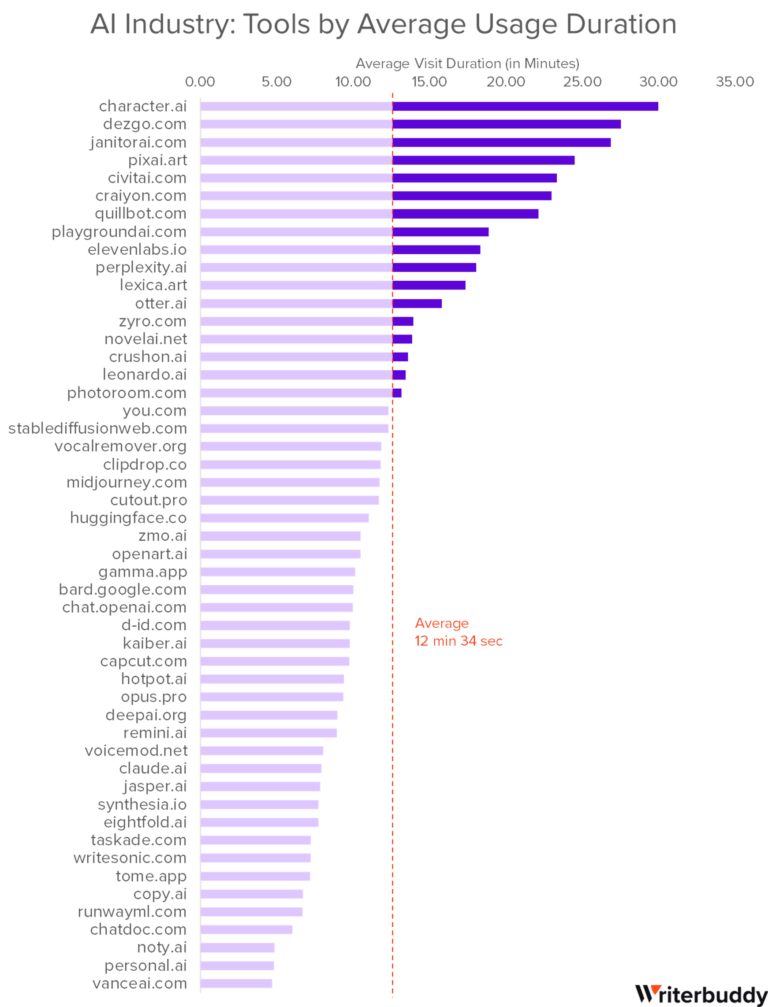 AI Industry: Tools by Average Usage Duration
Average Visit Duration (in Minutes)
0.00 5.00 10.00 15.00 20.00 25.00 30.00 35.00
character.ai
dezgo.com
janitorai.com
pixai.art
civitai.com
craiyon.com
quillbot.com
playgroundai.com
elevenlabs.io
perplexity.ai
lexica.art
otter.ai
zyro.com
novelai.net
crushon.ai
leonardo.ai
photoroom.com
you.com
stablediffusionweb.com
vocalremover.org
clipdrop.co
midjourney.com
cutout.pro
huggingface.co
zmo.ai
openart.ai
gamma.app
bard.google.com
chat.openai.com
d-id.com
kaiber.ai
capcut.com
hotpot.ai
opus.pro
deepai.org
remini.ai
voicemod.net
claude.ai
jasper.ai
synthesia.io
eightfold.ai
taskade.com
writesonic.com
tome.app
copy.ai
runwayml.com
chatdoc.com
noty.ai
personal.ai
vanceai.com
Average
12 min 34 sec
Writerbuddy